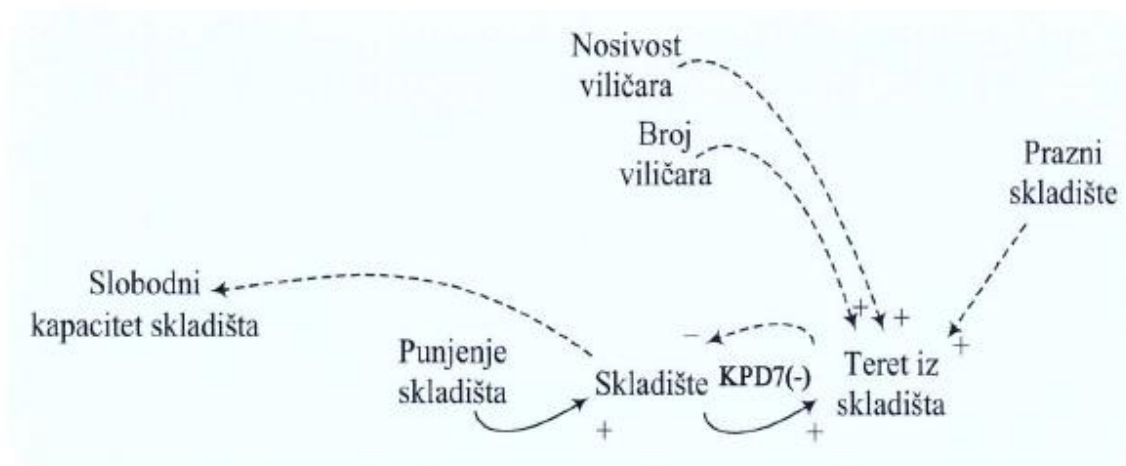 Nosivost
viličara
Broj
viličara
Prazni
skladište
Slobodni
kapacitet skladišta
Punjenje
skladišta
+
Skladište
−
KPD7(-)
+
+
+
+
Teret iz
skladišta